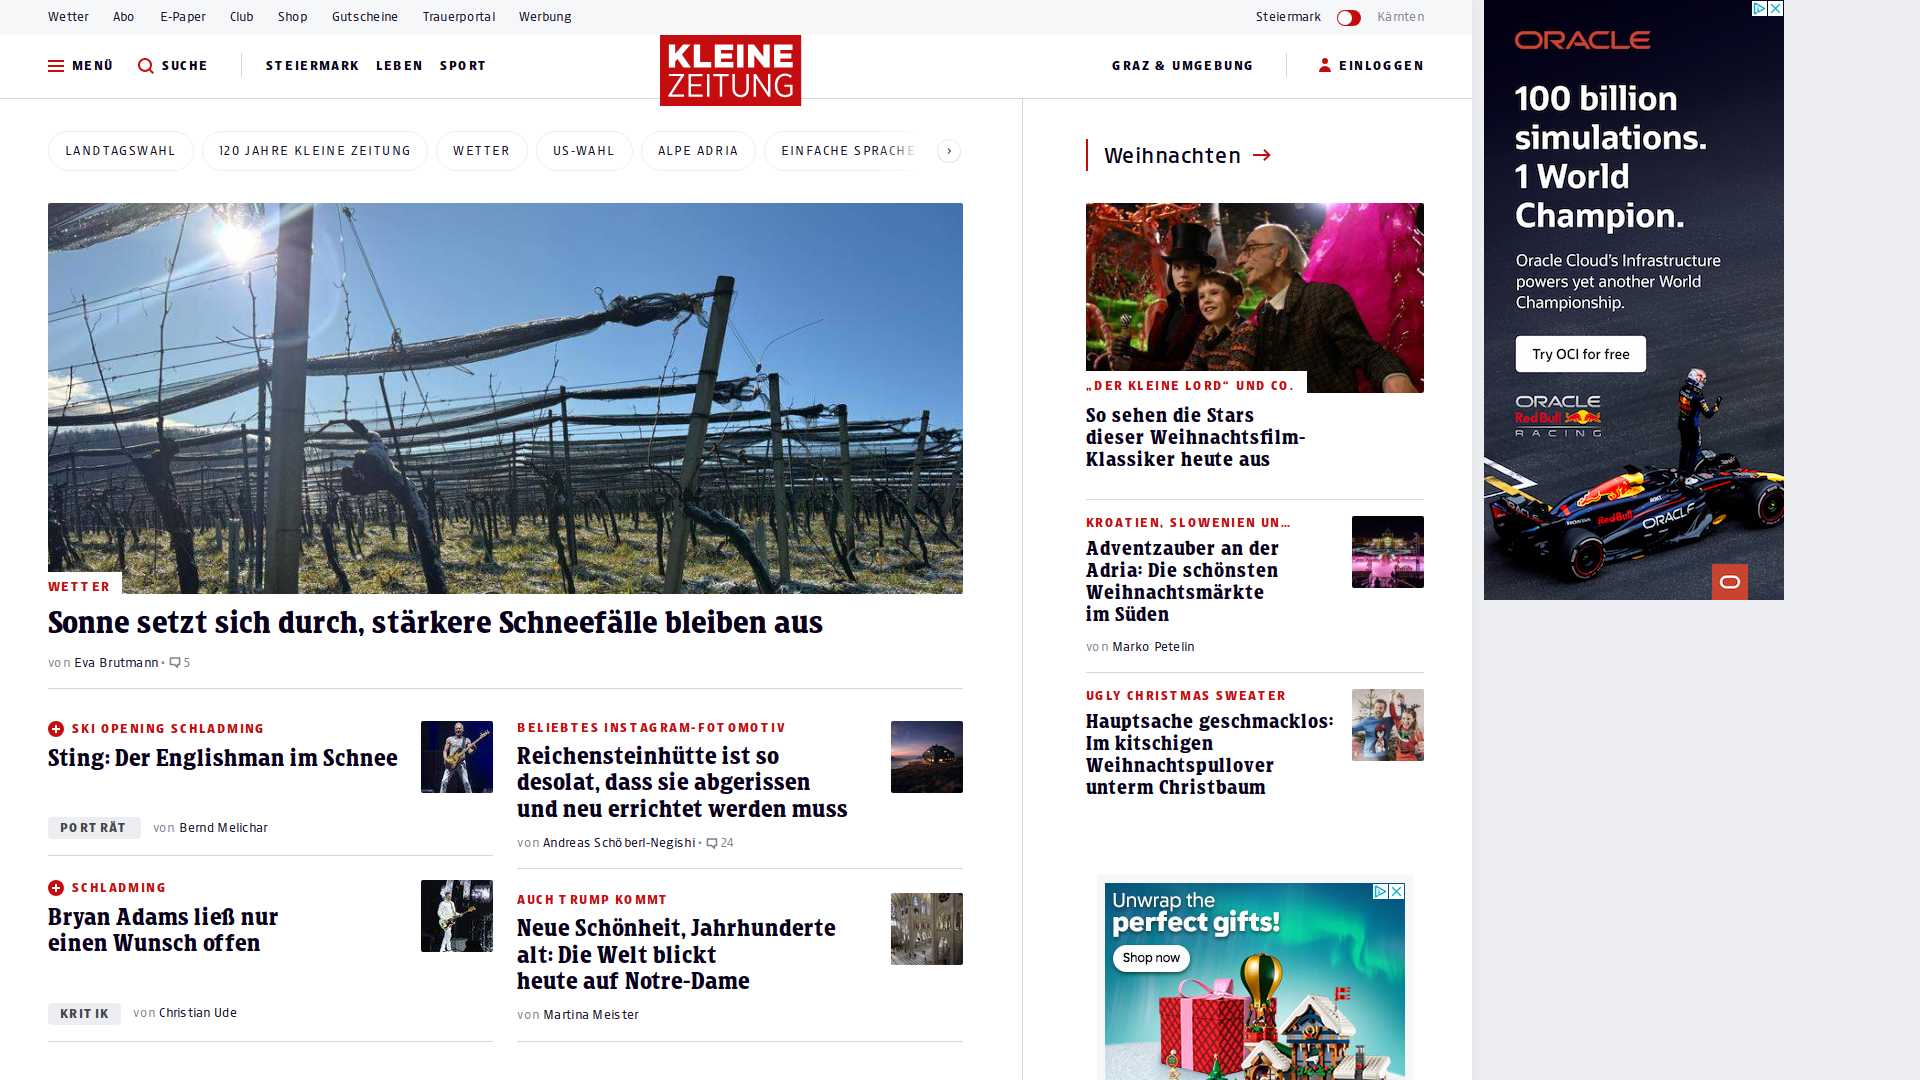 Wetter Abo E-Paper Club Shop Gutscheine Trauerportal Werbung Steiermark Kärnten
MENÜ SUCHE STEIERMARK LEBEN SPORT KLEINE ZEITUNG GRAZ & UMGEBUNG EINLOGGEN
LANDTAGSWAHL 120 JAHRE KLEINE ZEITUNG WETTER US-WAHL ALPE ADRIA EINFACHE SPRACHE
WETTER
Sonne setzt sich durch, stärkere Schneefälle bleiben aus
von Eva Brutmann • 5
SKI OPENING SCHLADMING
Sting: Der Englishman im Schnee
PORTRÄT von Bernd Melichar
SCHLADMING
Bryan Adams ließ nur
einen Wunsch offen
KRITIK von Christian Ude
BELIEBTES INSTAGRAM-FOTOMOTIV
Reichensteinhütte ist so
desolat, dass sie abgerissen
und neu errichtet werden muss
von Andreas Schöberl-Negishi • 24
AUCH TRUMP KOMMT
Neue Schönheit, Jahrhunderte
alt: Die Welt blickt
heute auf Notre-Dame
von Martina Meister
Weihnachten →
„DER KLEINE LORD“ UND CO.
So sehen die Stars
dieser Weihnachtsfilm-
Klassiker heute aus
KROATIEN, SLOWENIEN UN…
Adventzauber an der
Adria: Die schönsten
Weihnachtsmärkte
im Süden
von Marko Petelin
UGLY CHRISTMAS SWEATER
Hauptsache geschmacklos:
Im kitschigen
Weihnachtspullover
unterm Christbaum
Unwrap the
perfect gifts!
Shop now
ORACLE
100 billion
simulations.
1 World
Champion.
Oracle Cloud's Infrastructure
powers yet another World
Championship.
Try OCI for free
ORACLE
Red Bull
RACING
HONDA Red Bull ORACLE